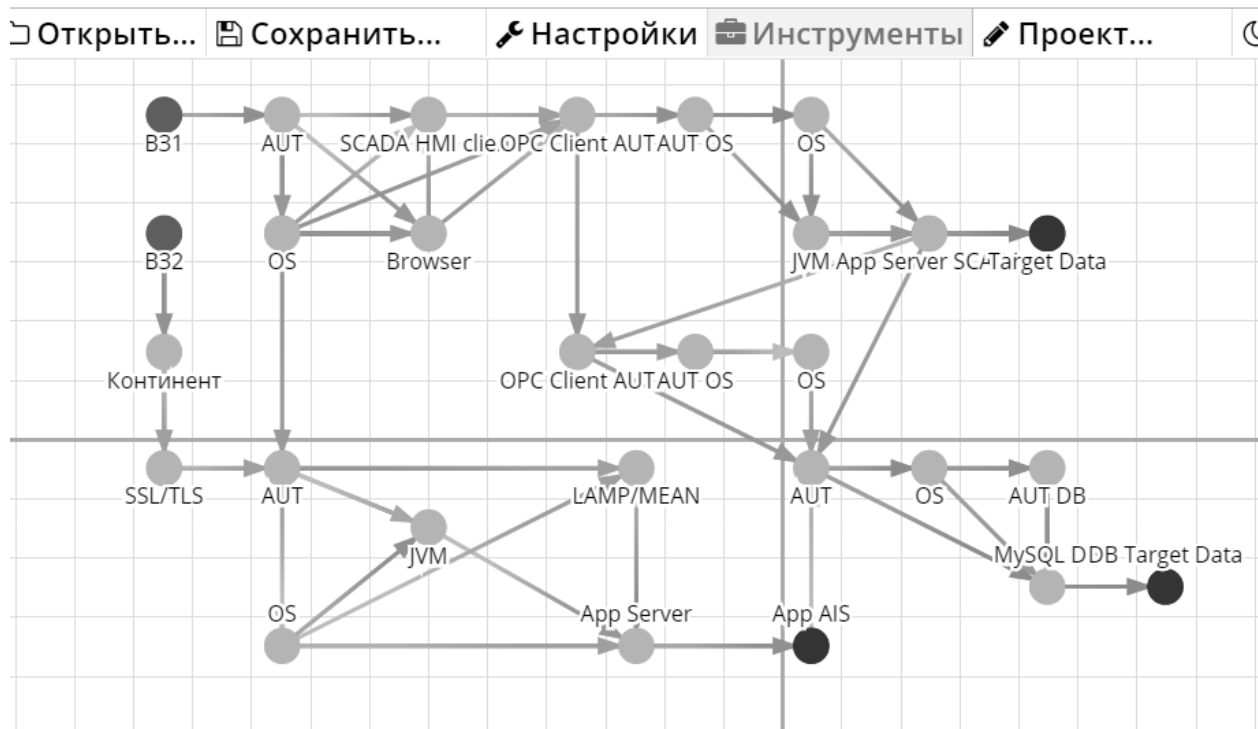 Открыть... Сохранить... Настройки Инструменты Проект...
B31 AUT SCADA HMI clie. OPC Client AUT AUT OS OS
B32 OS Browser JVM App Server SCA Target Data
Континент OPC Client AUT AUT OS OS
SSL/TLS AUT LAMP/MEAN AUT OS AUT DB
JVM MySQL DDB Target Data
OS App Server App AIS